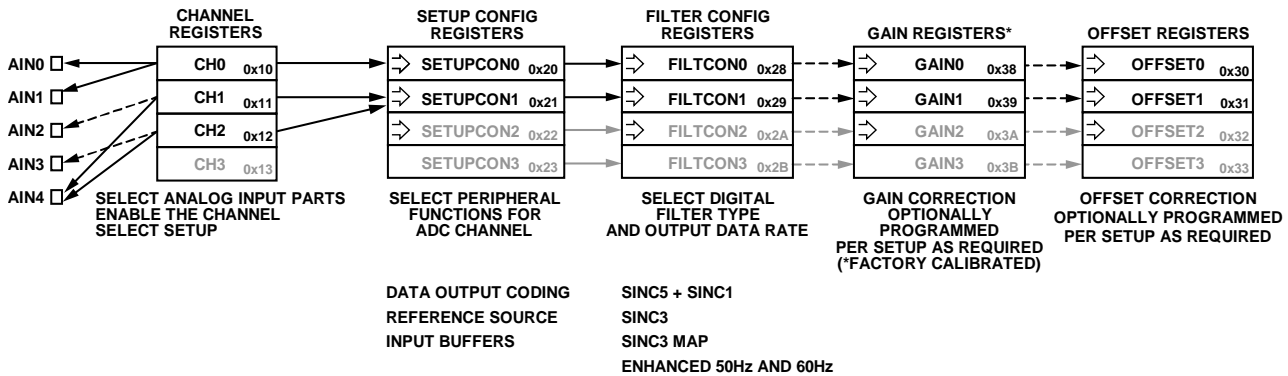 CHANNEL
REGISTERS
SETUP CONFIG
REGISTERS
FILTER CONFIG
REGISTERS
GAIN REGISTERS*
OFFSET REGISTERS
AIN0
AIN1
AIN2
AIN3
AIN4
CH0 0x10
CH1 0x11
CH2 0x12
CH3 0x13
SELECT ANALOG INPUT PARTS
ENABLE THE CHANNEL
SELECT SETUP
SETUPCON0 0x20
SETUPCON1 0x21
SETUPCON2 0x22
SETUPCON3 0x23
SELECT PERIPHERAL
FUNCTIONS FOR
ADC CHANNEL
FILTCON0 0x28
FILTCON1 0x29
FILTCON2 0x2A
FILTCON3 0x2B
SELECT DIGITAL
FILTER TYPE
AND OUTPUT DATA RATE
GAIN0 0x38
GAIN1 0x39
GAIN2 0x3A
GAIN3 0x3B
GAIN CORRECTION
OPTIONALLY
PROGRAMMED
PER SETUP AS REQUIRED
(*FACTORY CALIBRATED)
OFFSET0 0x30
OFFSET1 0x31
OFFSET2 0x32
OFFSET3 0x33
OFFSET CORRECTION
OPTIONALLY PROGRAMMED
PER SETUP AS REQUIRED
DATA OUTPUT CODING
REFERENCE SOURCE
INPUT BUFFERS
SINC5 + SINC1
SINC3
SINC3 MAP
ENHANCED 50Hz AND 60Hz